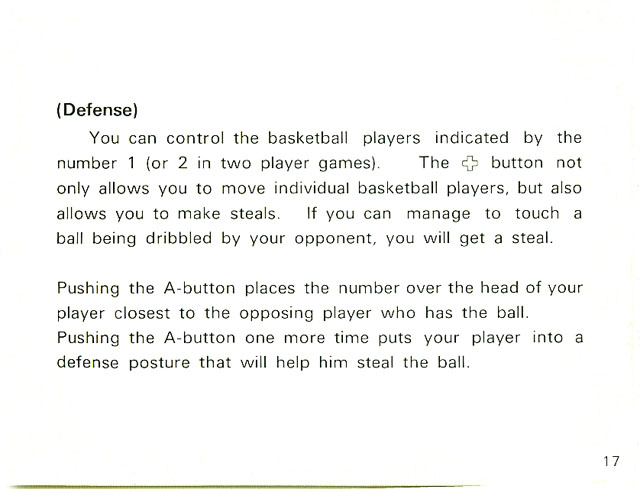 (Defense)
You can control the basketball players indicated by the
number 1 (or 2 in two player games). The ✛ button not
only allows you to move individual basketball players, but also
allows you to make steals. If you can manage to touch a
ball being dribbled by your opponent, you will get a steal.
Pushing the A-button places the number over the head of your
player closest to the opposing player who has the ball.
Pushing the A-button one more time puts your player into a
defense posture that will help him steal the ball.
17